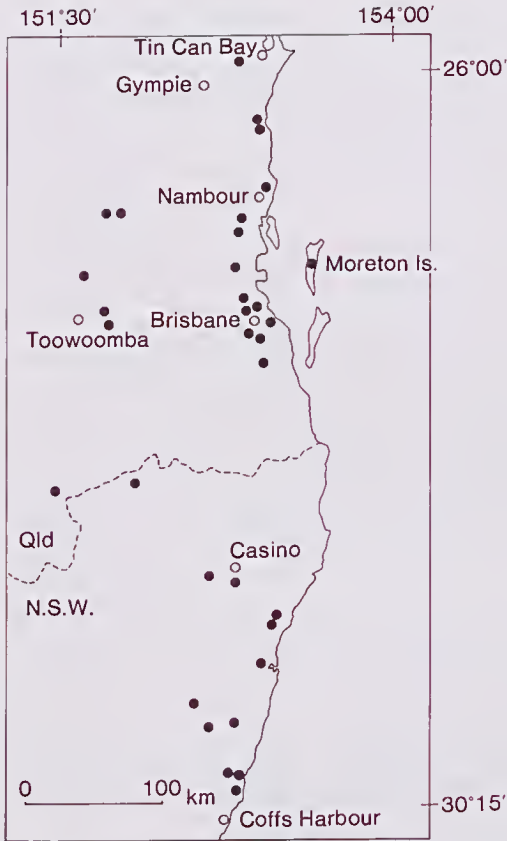 151°30' 154°00'
Tin Can Bay
26°00'
Gympie
Nambour
Moreton Is.
Brisbane
Toowoomba
Qld
Casino
N.S.W.
0 100
km
30°15'
Coffs Harbour